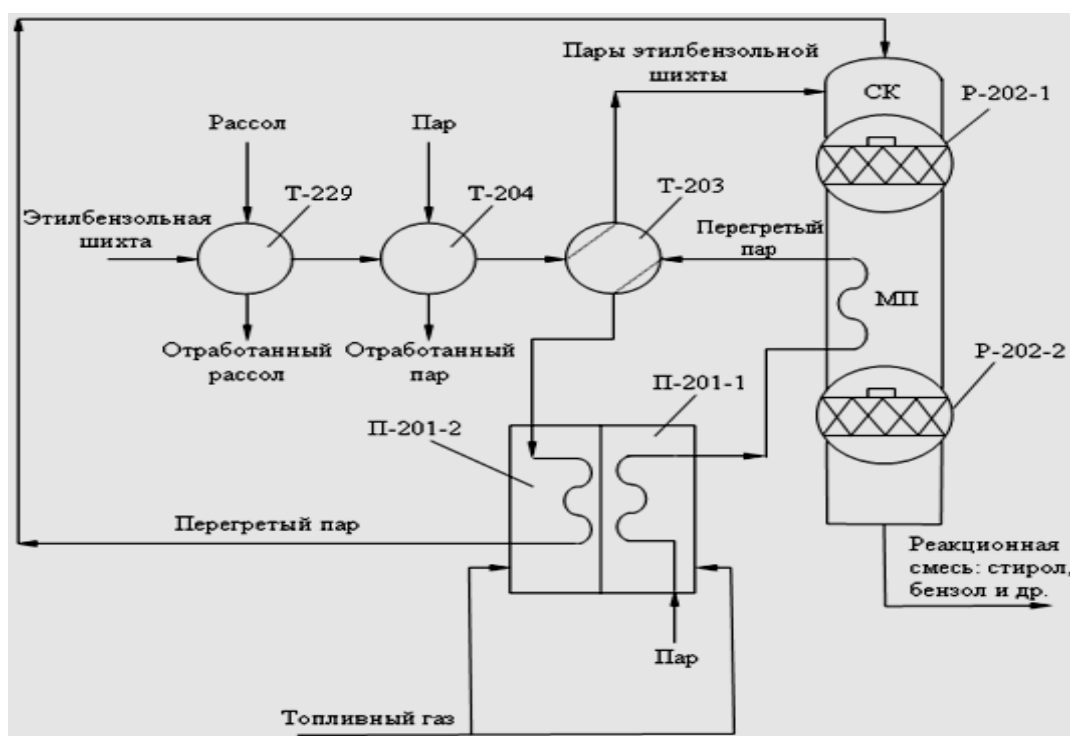 Пары этилбензольной
шихты
СК
Р-202-1
Рассол
Пар
Т-229
Т-204
Т-203
Этилбензольная
шихта
Перегретый
пар
МП
Отработанный
рассол
Отработанный
пар
Р-202-2
П-201-1
П-201-2
Перегретый пар
Реакционная
смесь: стирол,
бензол и др.
Пар
Топливный газ